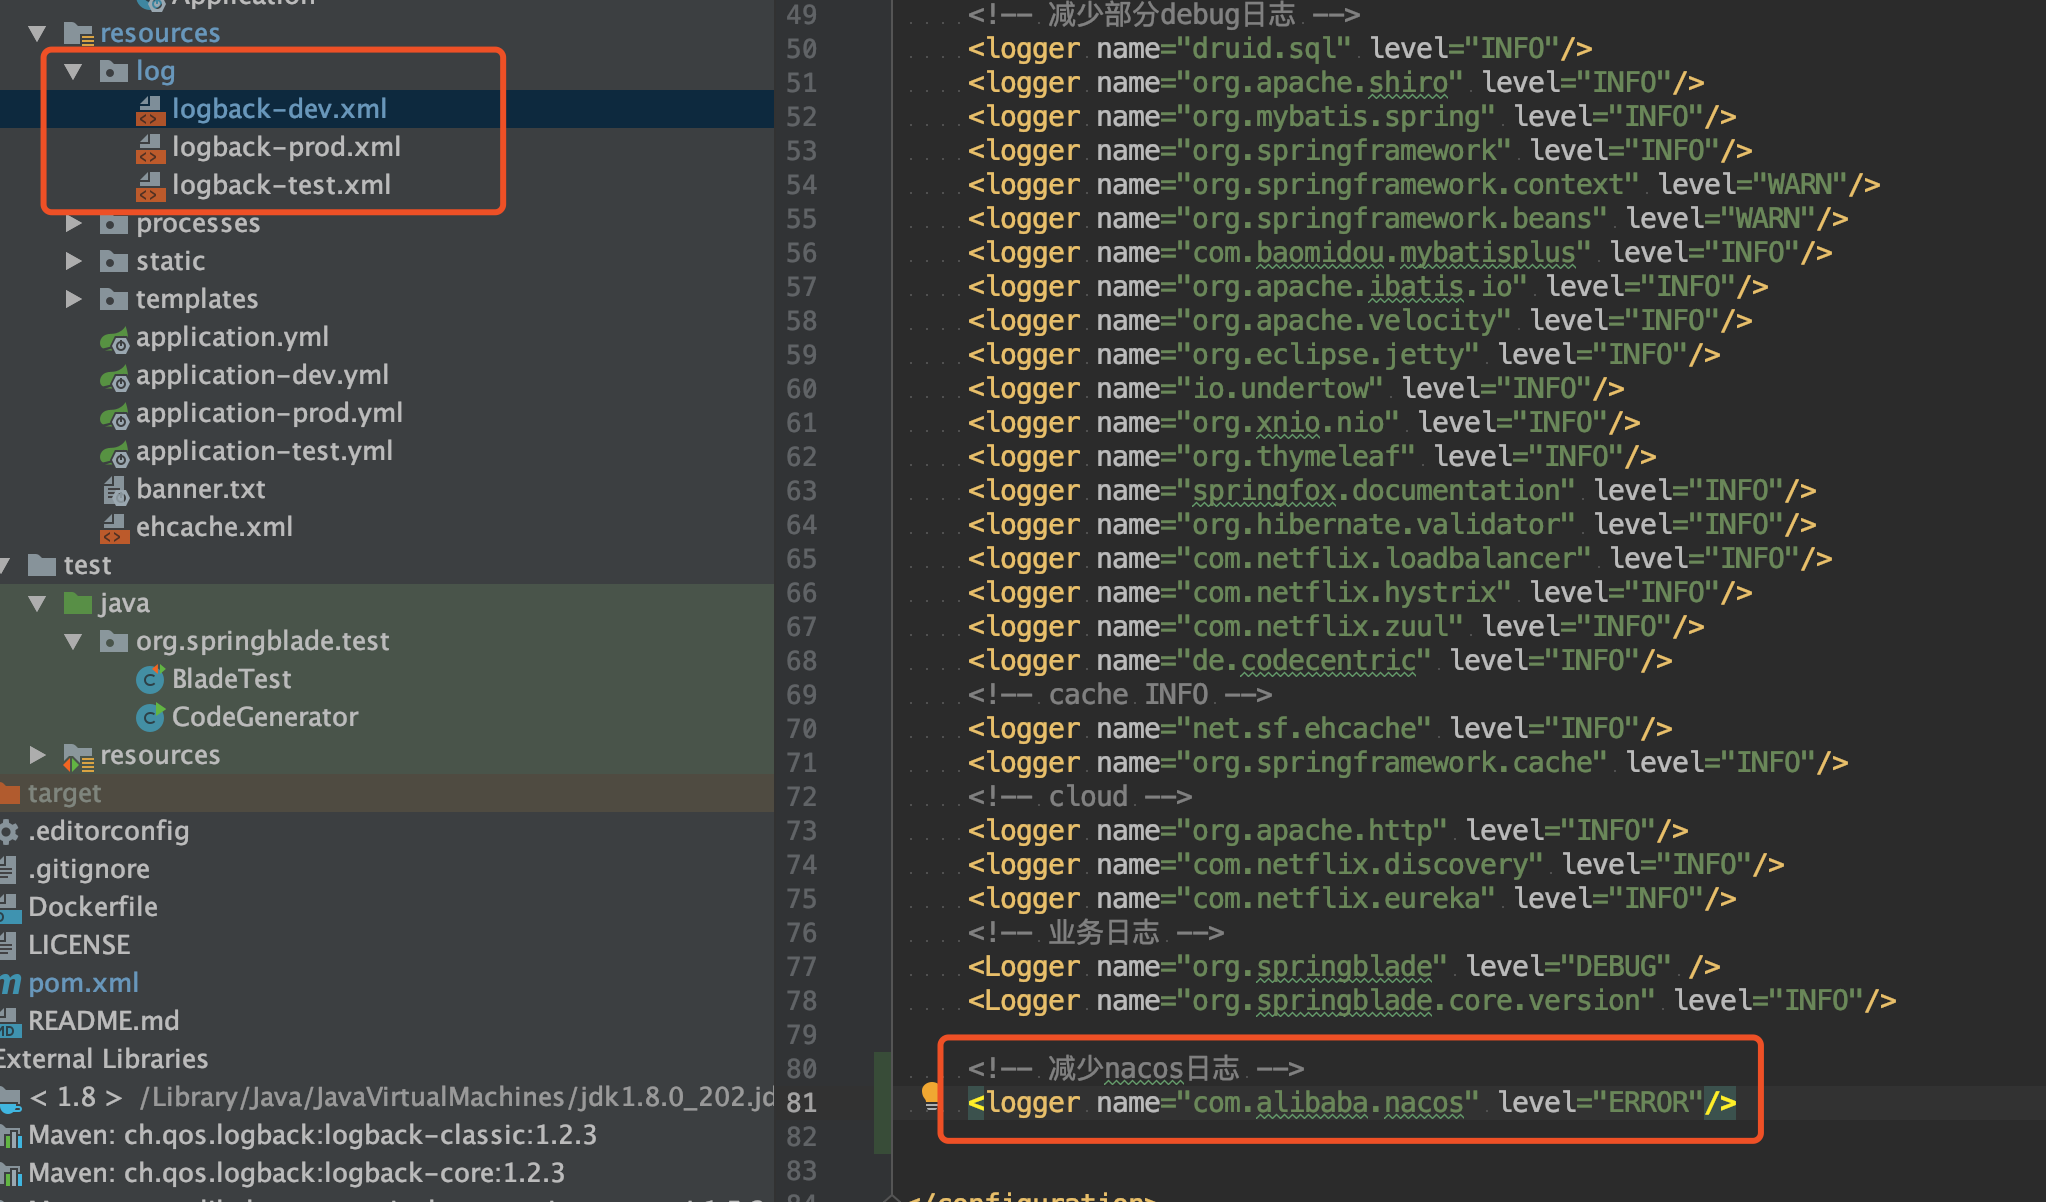 Application
resources
log
logback-dev.xml
logback-prod.xml
logback-test.xml
processes
static
templates
application.yml
application-dev.yml
application-prod.yml
application-test.yml
banner.txt
ehcache.xml
test
java
org.springblade.test
BladeTest
CodeGenerator
resources
target
.editorconfig
.gitignore
Dockerfile
LICENSE
pom.xml
README.md
External Libraries
< 1.8 > /Library/Java/JavaVirtualMachines/jdk1.8.0_202.jd
Maven: ch.qos.logback:logback-classic:1.2.3
Maven: ch.qos.logback:logback-core:1.2.3
49 <!-- 减少部分debug日志 -->
50 <logger name="druid.sql" level="INFO"/>
51 <logger name="org.apache.shiro" level="INFO"/>
52 <logger name="org.mybatis.spring" level="INFO"/>
53 <logger name="org.springframework" level="INFO"/>
54 <logger name="org.springframework.context" level="WARN"/>
55 <logger name="org.springframework.beans" level="WARN"/>
56 <logger name="com.baomidou.mybatisplus" level="INFO"/>
57 <logger name="org.apache.ibatis.io" level="INFO"/>
58 <logger name="org.apache.velocity" level="INFO"/>
59 <logger name="org.eclipse.jetty" level="INFO"/>
60 <logger name="io.undertow" level="INFO"/>
61 <logger name="org.xnio.nio" level="INFO"/>
62 <logger name="org.thymeleaf" level="INFO"/>
63 <logger name="springfox.documentation" level="INFO"/>
64 <logger name="org.hibernate.validator" level="INFO"/>
65 <logger name="com.netflix.loadbalancer" level="INFO"/>
66 <logger name="com.netflix.hystrix" level="INFO"/>
67 <logger name="com.netflix.zuul" level="INFO"/>
68 <logger name="de.codecentric" level="INFO"/>
69 <!-- cache INFO -->
70 <logger name="net.sf.ehcache" level="INFO"/>
71 <logger name="org.springframework.cache" level="INFO"/>
72 <!-- cloud -->
73 <logger name="org.apache.http" level="INFO"/>
74 <logger name="com.netflix.discovery" level="INFO"/>
75 <logger name="com.netflix.eureka" level="INFO"/>
76 <!-- 业务日志 -->
77 <Logger name="org.springblade" level="DEBUG" />
78 <Logger name="org.springblade.core.version" level="INFO"/>
79
80 <!-- 减少nacos日志 -->
81 <logger name="com.alibaba.nacos" level="ERROR"/>
82
83
84 </configuration>